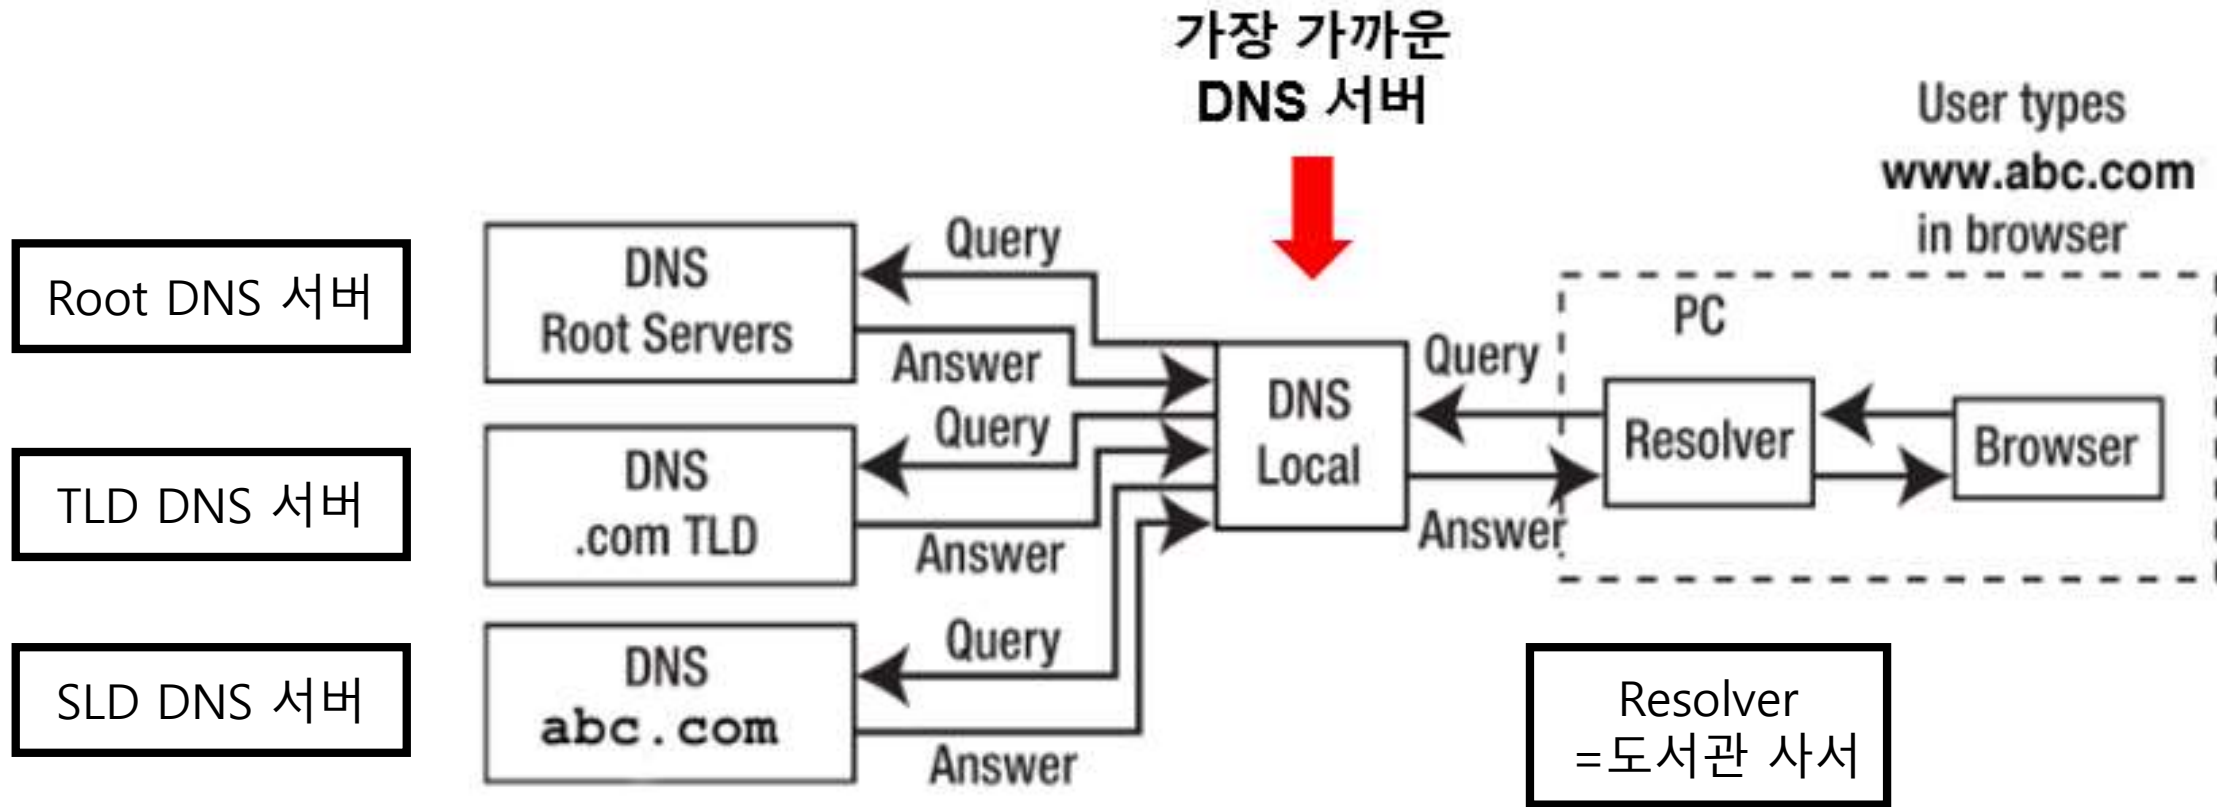 가장 가까운
DNS 서버
User types
www.abc.com
in browser
Root DNS 서버
DNS
Root Servers
Query
Answer
TLD DNS 서버
DNS
.com TLD
Query
Answer
SLD DNS 서버
DNS
abc.com
Query
Answer
DNS
Local
Query
Answer
PC
Resolver
Browser
Resolver
=도서관 사서